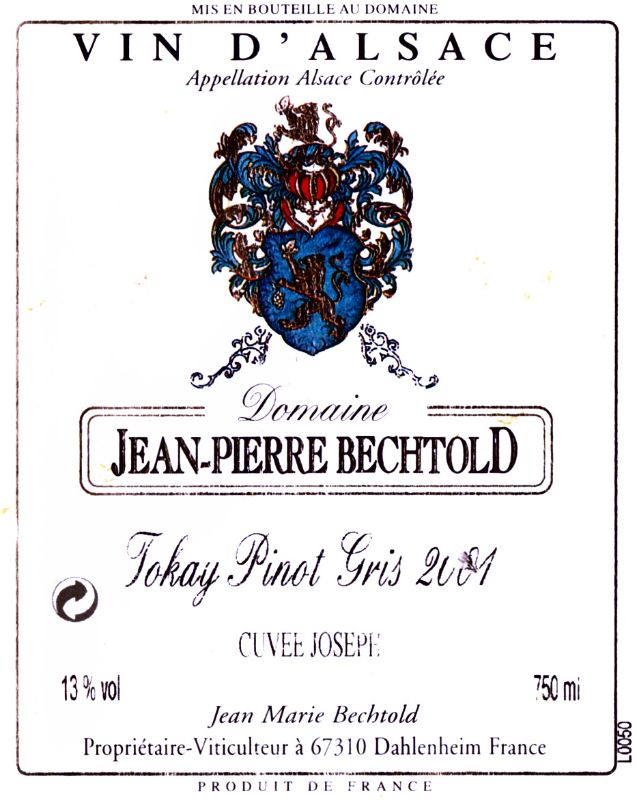 MIS EN BOUTEILLE AU DOMAINE
VIN D'ALSACE
Appellation Alsace Contrôlée
Domaine
JEAN-PIERRE BECHTOLD
Tokay Pinot Gris 2001
CUVEE JOSEPH
13 % vol
750 ml
Jean Marie Bechtold
Propriétaire-Viticulteur à 67310 Dahlenheim France
L0050
PRODUIT DE FRANCE